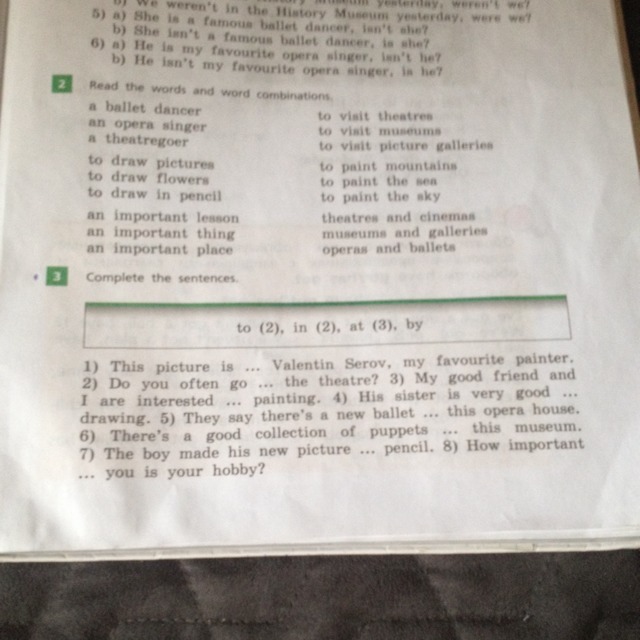 b) We weren't in the History Museum yesterday, weren't we?
5) a) She is a famous ballet dancer, isn't she?
b) She isn't a famous ballet dancer, is she?
6) a) He is my favourite opera singer, isn't he?
b) He isn't my favourite opera singer, is he?
2 Read the words and word combinations.
a ballet dancer
an opera singer
a theatregoer
to draw pictures
to draw flowers
to draw in pencil
an important lesson
an important thing
an important place
to visit theatres
to visit museums
to visit picture galleries
to paint mountains
to paint the sea
to paint the sky
theatres and cinemas
museums and galleries
operas and ballets
3 Complete the sentences.
to (2), in (2), at (3), by
1) This picture is ... Valentin Serov, my favourite painter.
2) Do you often go ... the theatre? 3) My good friend and
I are interested ... painting. 4) His sister is very good ...
drawing. 5) They say there's a new ballet ... this opera house.
6) There's a good collection of puppets ... this museum.
7) The boy made his new picture ... pencil. 8) How important
... you is your hobby?